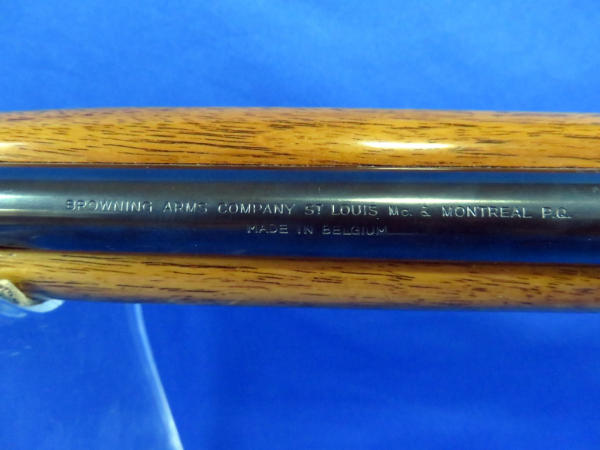 BROWNING ARMS COMPANY ST LOUIS Mo. & MONTREAL P.Q.
MADE IN BELGIUM